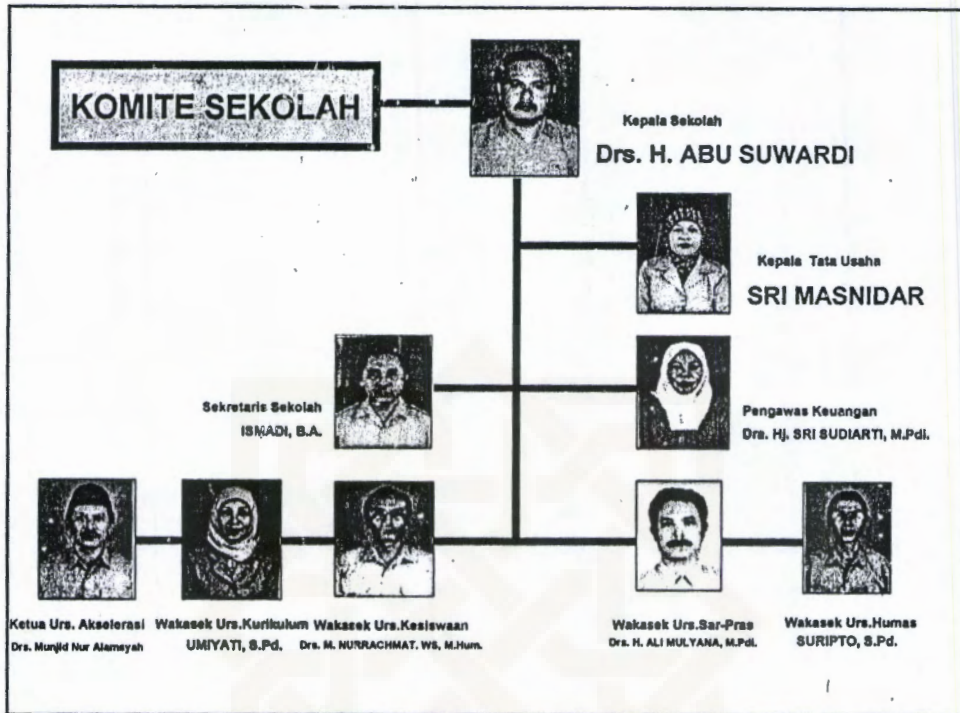 KOMITE SEKOLAH
Kepala Sekolah
Drs. H. ABU SUWARDI
Kepala Tata Usaha
SRI MASNIDAR
Sekretaris Sekolah
ISMADI, B.A.
Pengawas Keuangan
Dra. Hj. SRI SUDIARTI, M.Pdi.
Ketua Urs. Akselerasi
Drs. Munjid Nur Alamsyah
Wakasek Urs.Kurikulum
UMIYATI, S.Pd.
Wakasek Urs.Kesiswaan
Drs. M. NURRACHMAT. WS, M.Hum.
Wakasek Urs.Sar-Pras
Drs. H. ALI MULYANA, M.Pdi.
Wakasek Urs.Humas
SURIPTO, S.Pd.